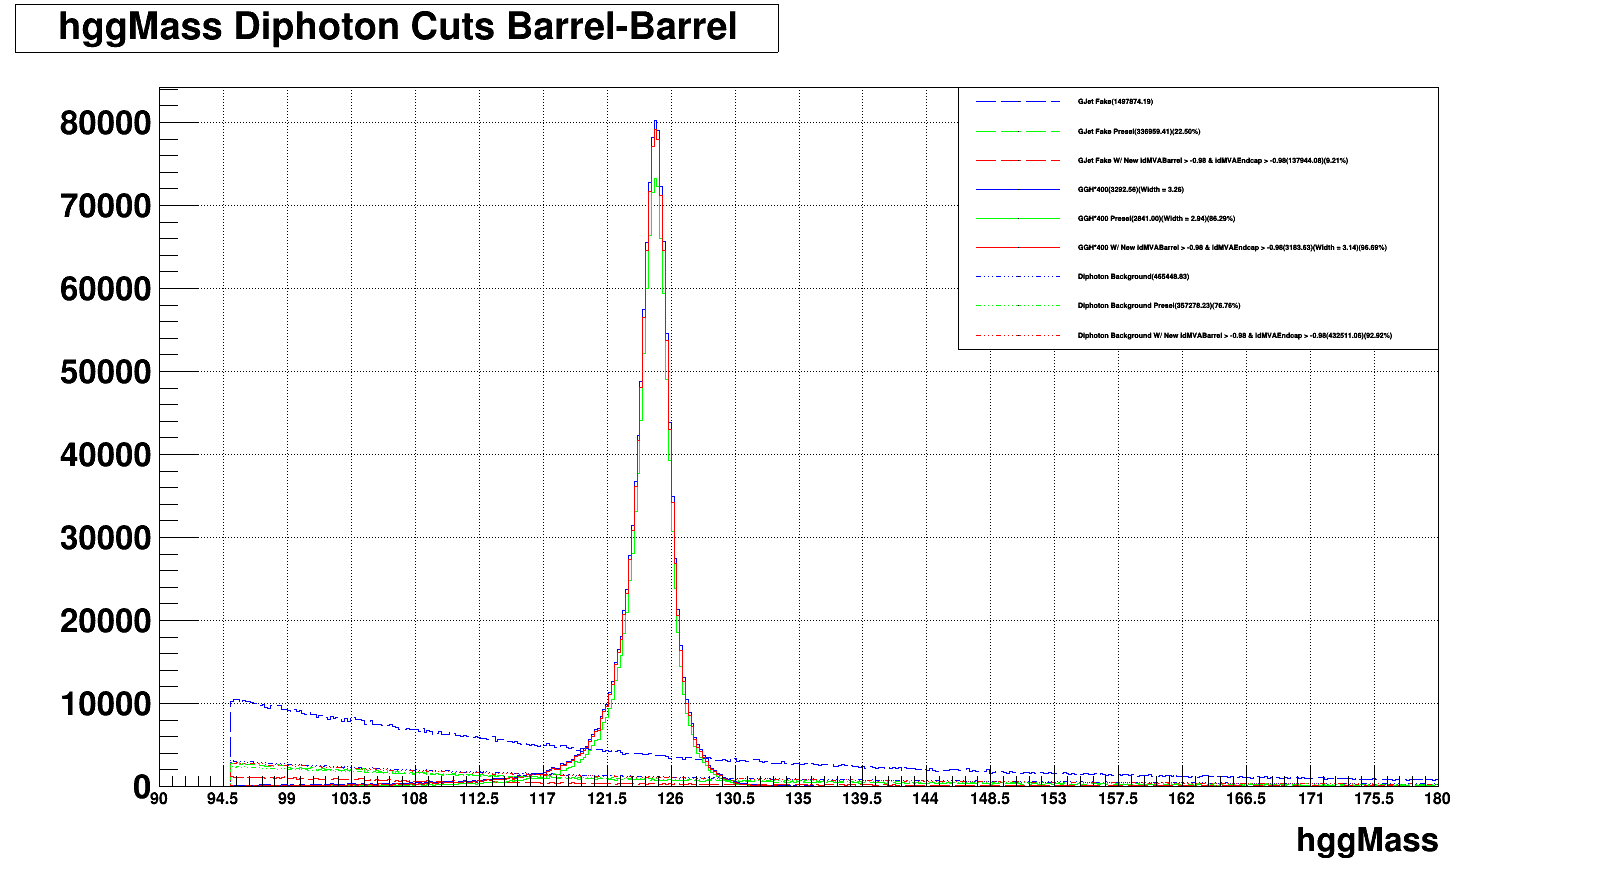 hggMass Diphoton Cuts Barrel-Barrel
GJet Fake(1497874.19)
GJet Fake Presel(336959.41)(22.50%)
GJet Fake W/ New idMVABarrel > -0.98 & idMVAEndcap > -0.98(137944.08)(9.21%)
GGH*400(3292.56)(Width = 3.25)
GGH*400 Presel(2841.00)(Width = 2.94)(86.29%)
GGH*400 W/ New idMVABarrel > -0.98 & idMVAEndcap > -0.98(3183.53)(Width = 3.14)(96.69%)
Diphoton Background(465448.83)
Diphoton Background Presel(357278.23)(76.76%)
Diphoton Background W/ New idMVABarrel > -0.98 & idMVAEndcap > -0.98(432511.06)(92.92%)
80000
70000
60000
50000
40000
30000
20000
10000
0
90 94.5 99 103.5 108 112.5 117 121.5 126 130.5 135 139.5 144 148.5 153 157.5 162 166.5 171 175.5 180
hggMass